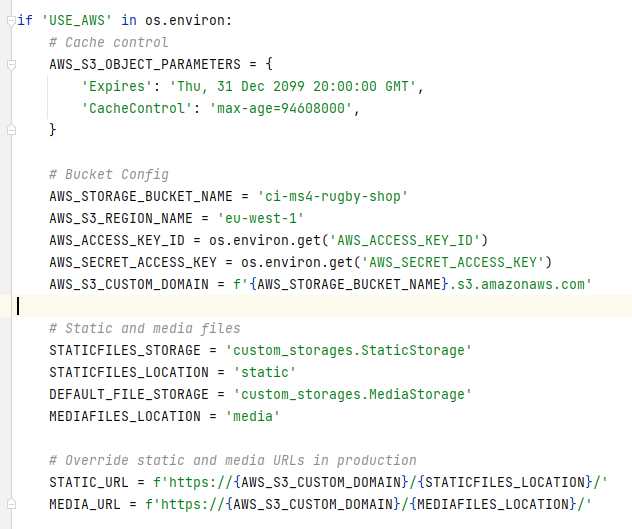 if 'USE_AWS' in os.environ:
    # Cache control
    AWS_S3_OBJECT_PARAMETERS = {
        'Expires': 'Thu, 31 Dec 2099 20:00:00 GMT',
        'CacheControl': 'max-age=94608000',
    }

    # Bucket Config
    AWS_STORAGE_BUCKET_NAME = 'ci-ms4-rugby-shop'
    AWS_S3_REGION_NAME = 'eu-west-1'
    AWS_ACCESS_KEY_ID = os.environ.get('AWS_ACCESS_KEY_ID')
    AWS_SECRET_ACCESS_KEY = os.environ.get('AWS_SECRET_ACCESS_KEY')
    AWS_S3_CUSTOM_DOMAIN = f'{AWS_STORAGE_BUCKET_NAME}.s3.amazonaws.com'

    # Static and media files
    STATICFILES_STORAGE = 'custom_storages.StaticStorage'
    STATICFILES_LOCATION = 'static'
    DEFAULT_FILE_STORAGE = 'custom_storages.MediaStorage'
    MEDIAFILES_LOCATION = 'media'

    # Override static and media URLs in production
    STATIC_URL = f'https://{AWS_S3_CUSTOM_DOMAIN}/{STATICFILES_LOCATION}/'
    MEDIA_URL = f'https://{AWS_S3_CUSTOM_DOMAIN}/{MEDIAFILES_LOCATION}/'